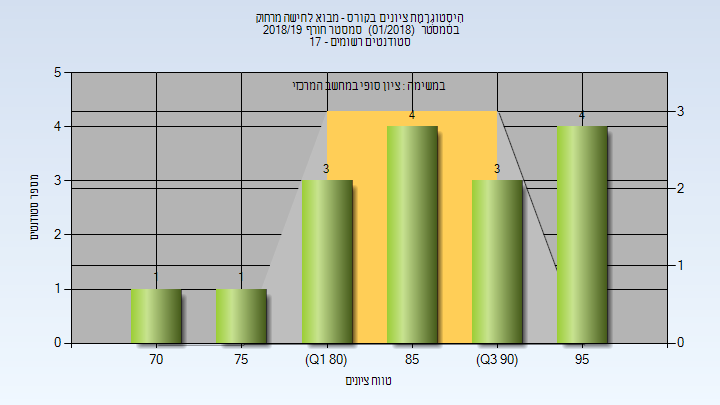 היסטוגרמת ציונים בקורס - מבוא לחישה מרחוק
בסמסטר (01/2018) סמסטר חורף 2018/19
סטודנטים רשומים - 17
במשימה : ציון סופי במחשב המרכזי
מספר סטודנטים
5
4
3
2
1
0
3
2
1
0
1
1
3
4
3
4
70
75
(Q1 80)
85
(Q3 90)
95
טווח ציונים